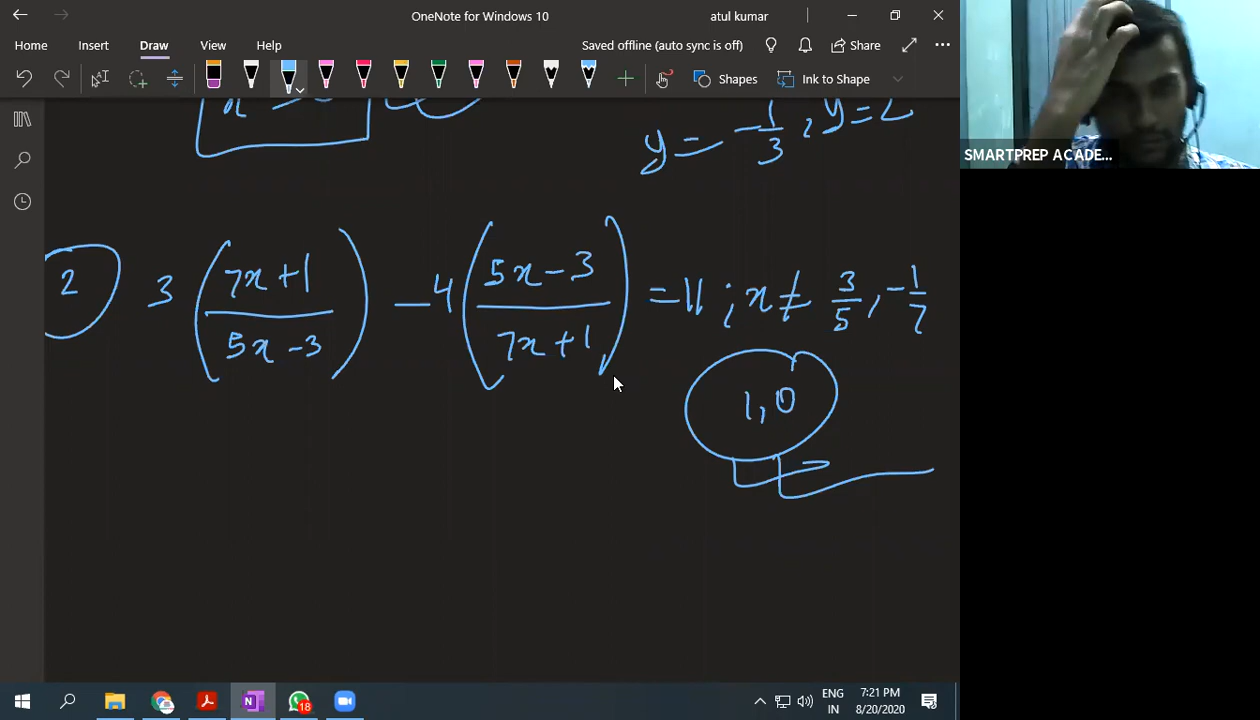 OneNote for Windows 10
atul kumar
Home Insert Draw View Help
Saved offline (auto sync is off)
Share
Shapes
Ink to Shape
y = -1/3 , y = 2
SMARTPREP ACADE...
2 3 (7x + 1 / 5x - 3) - 4 (5x - 3 / 7x + 1) = 11 ; x ≠ 3/5 , -1/7
1, 0
18
N
ENG
IN
7:21 PM
8/20/2020